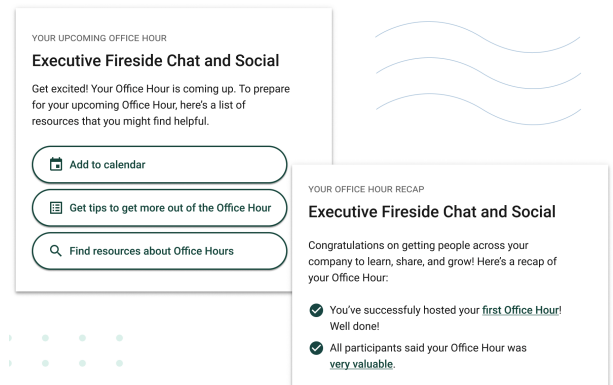 YOUR UPCOMING OFFICE HOUR
Executive Fireside Chat and Social
Get excited! Your Office Hour is coming up. To prepare
for your upcoming Office Hour, here's a list of
resources that you might find helpful.
Add to calendar
Get tips to get more out of the Office Hour
Find resources about Office Hours
YOUR OFFICE HOUR RECAP
Executive Fireside Chat and Social
Congratulations on getting people across your
company to learn, share, and grow! Here's a recap of
your Office Hour:
You've successfuly hosted your first Office Hour!
Well done!
All participants said your Office Hour was
very valuable.